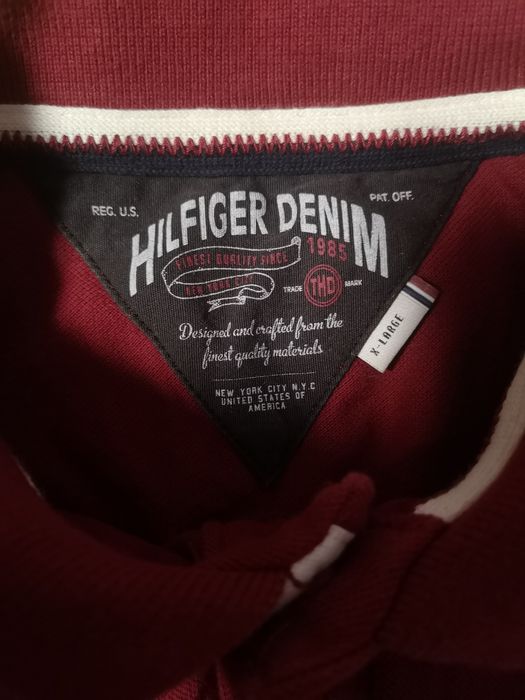 REG. U.S.
PAT. OFF.
HILFIGER DENIM
FINEST QUALITY SINCE 1985
NEW YORK CITY
TRADE THD MARK
Designed and crafted from the
finest quality materials
NEW YORK CITY N.Y.C
UNITED STATES OF
AMERICA
X-LARGE